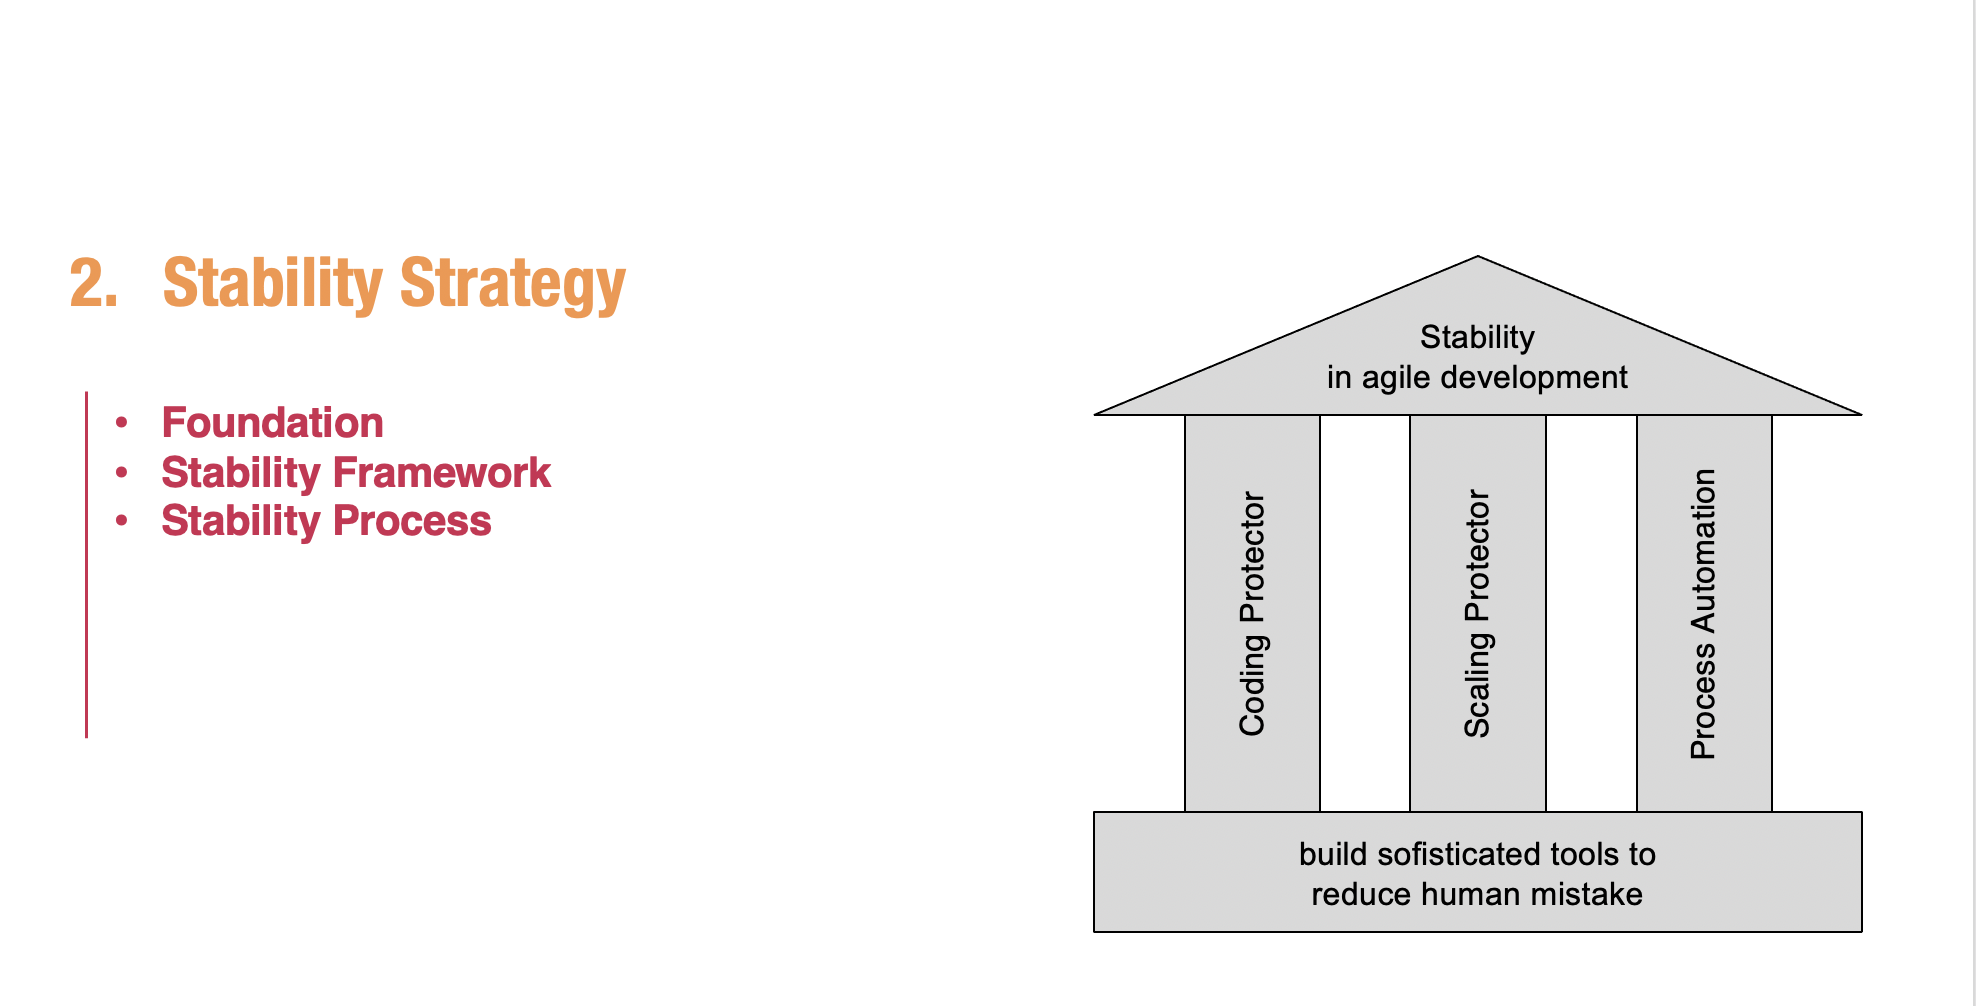 2. Stability Strategy
• Foundation
• Stability Framework
• Stability Process
Stability
in agile development
Coding Protector
Scaling Protector
Process Automation
build sofisticated tools to
reduce human mistake